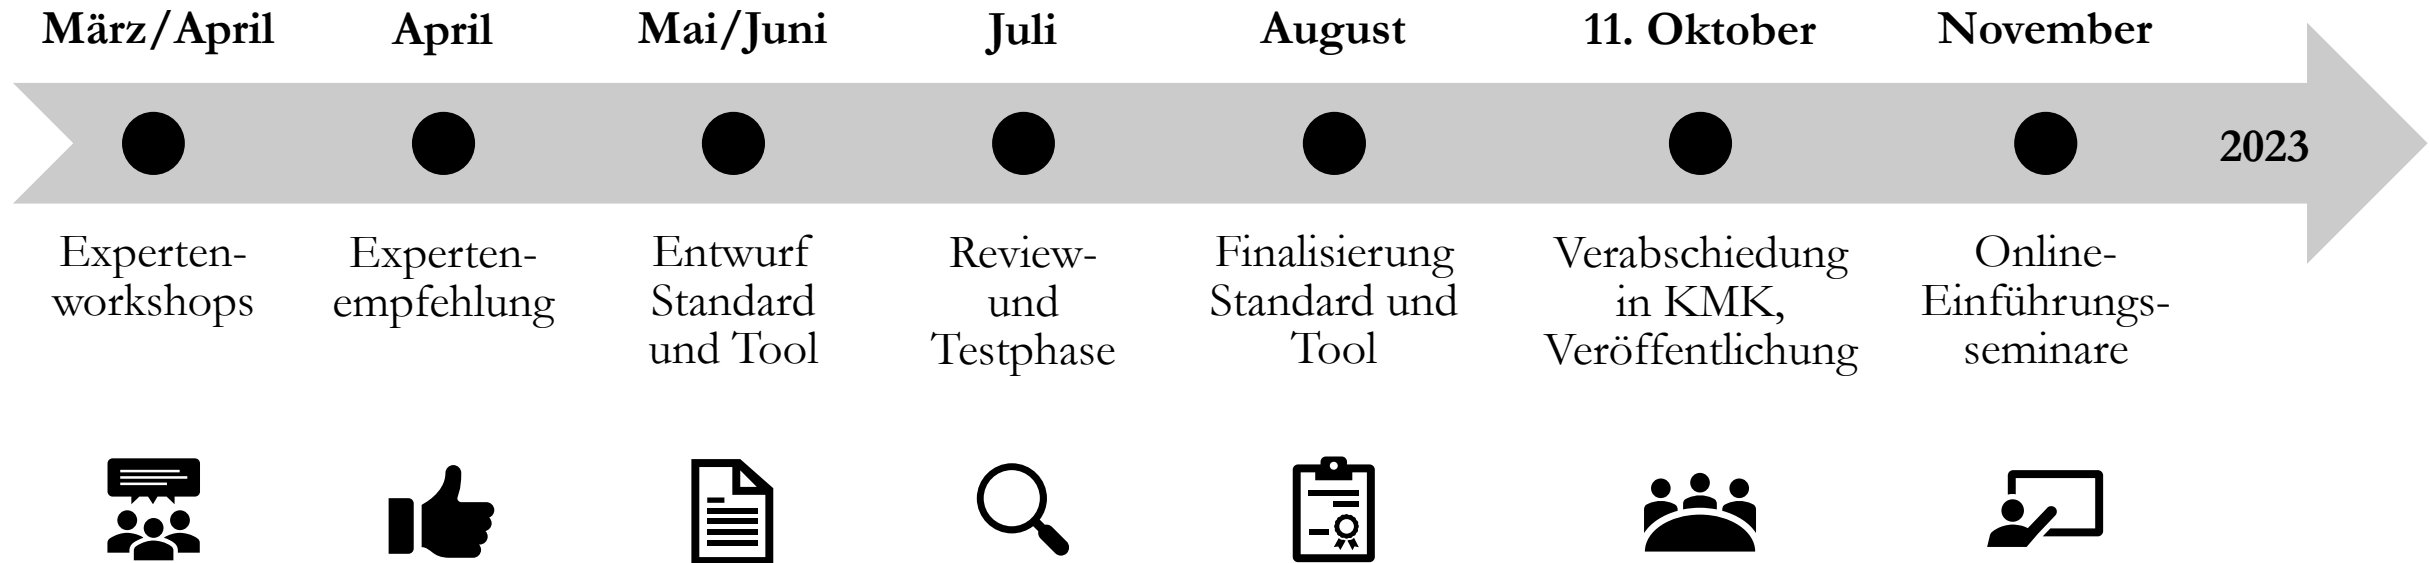 März/April
April
Mai/Juni
Juli
August
11. Oktober
November
2023
Experten-
workshops
Experten-
empfehlung
Entwurf
Standard
und Tool
Review-
und
Testphase
Finalisierung
Standard und
Tool
Verabschiedung
in KMK,
Veröffentlichung
Online-
Einführungs-
seminare